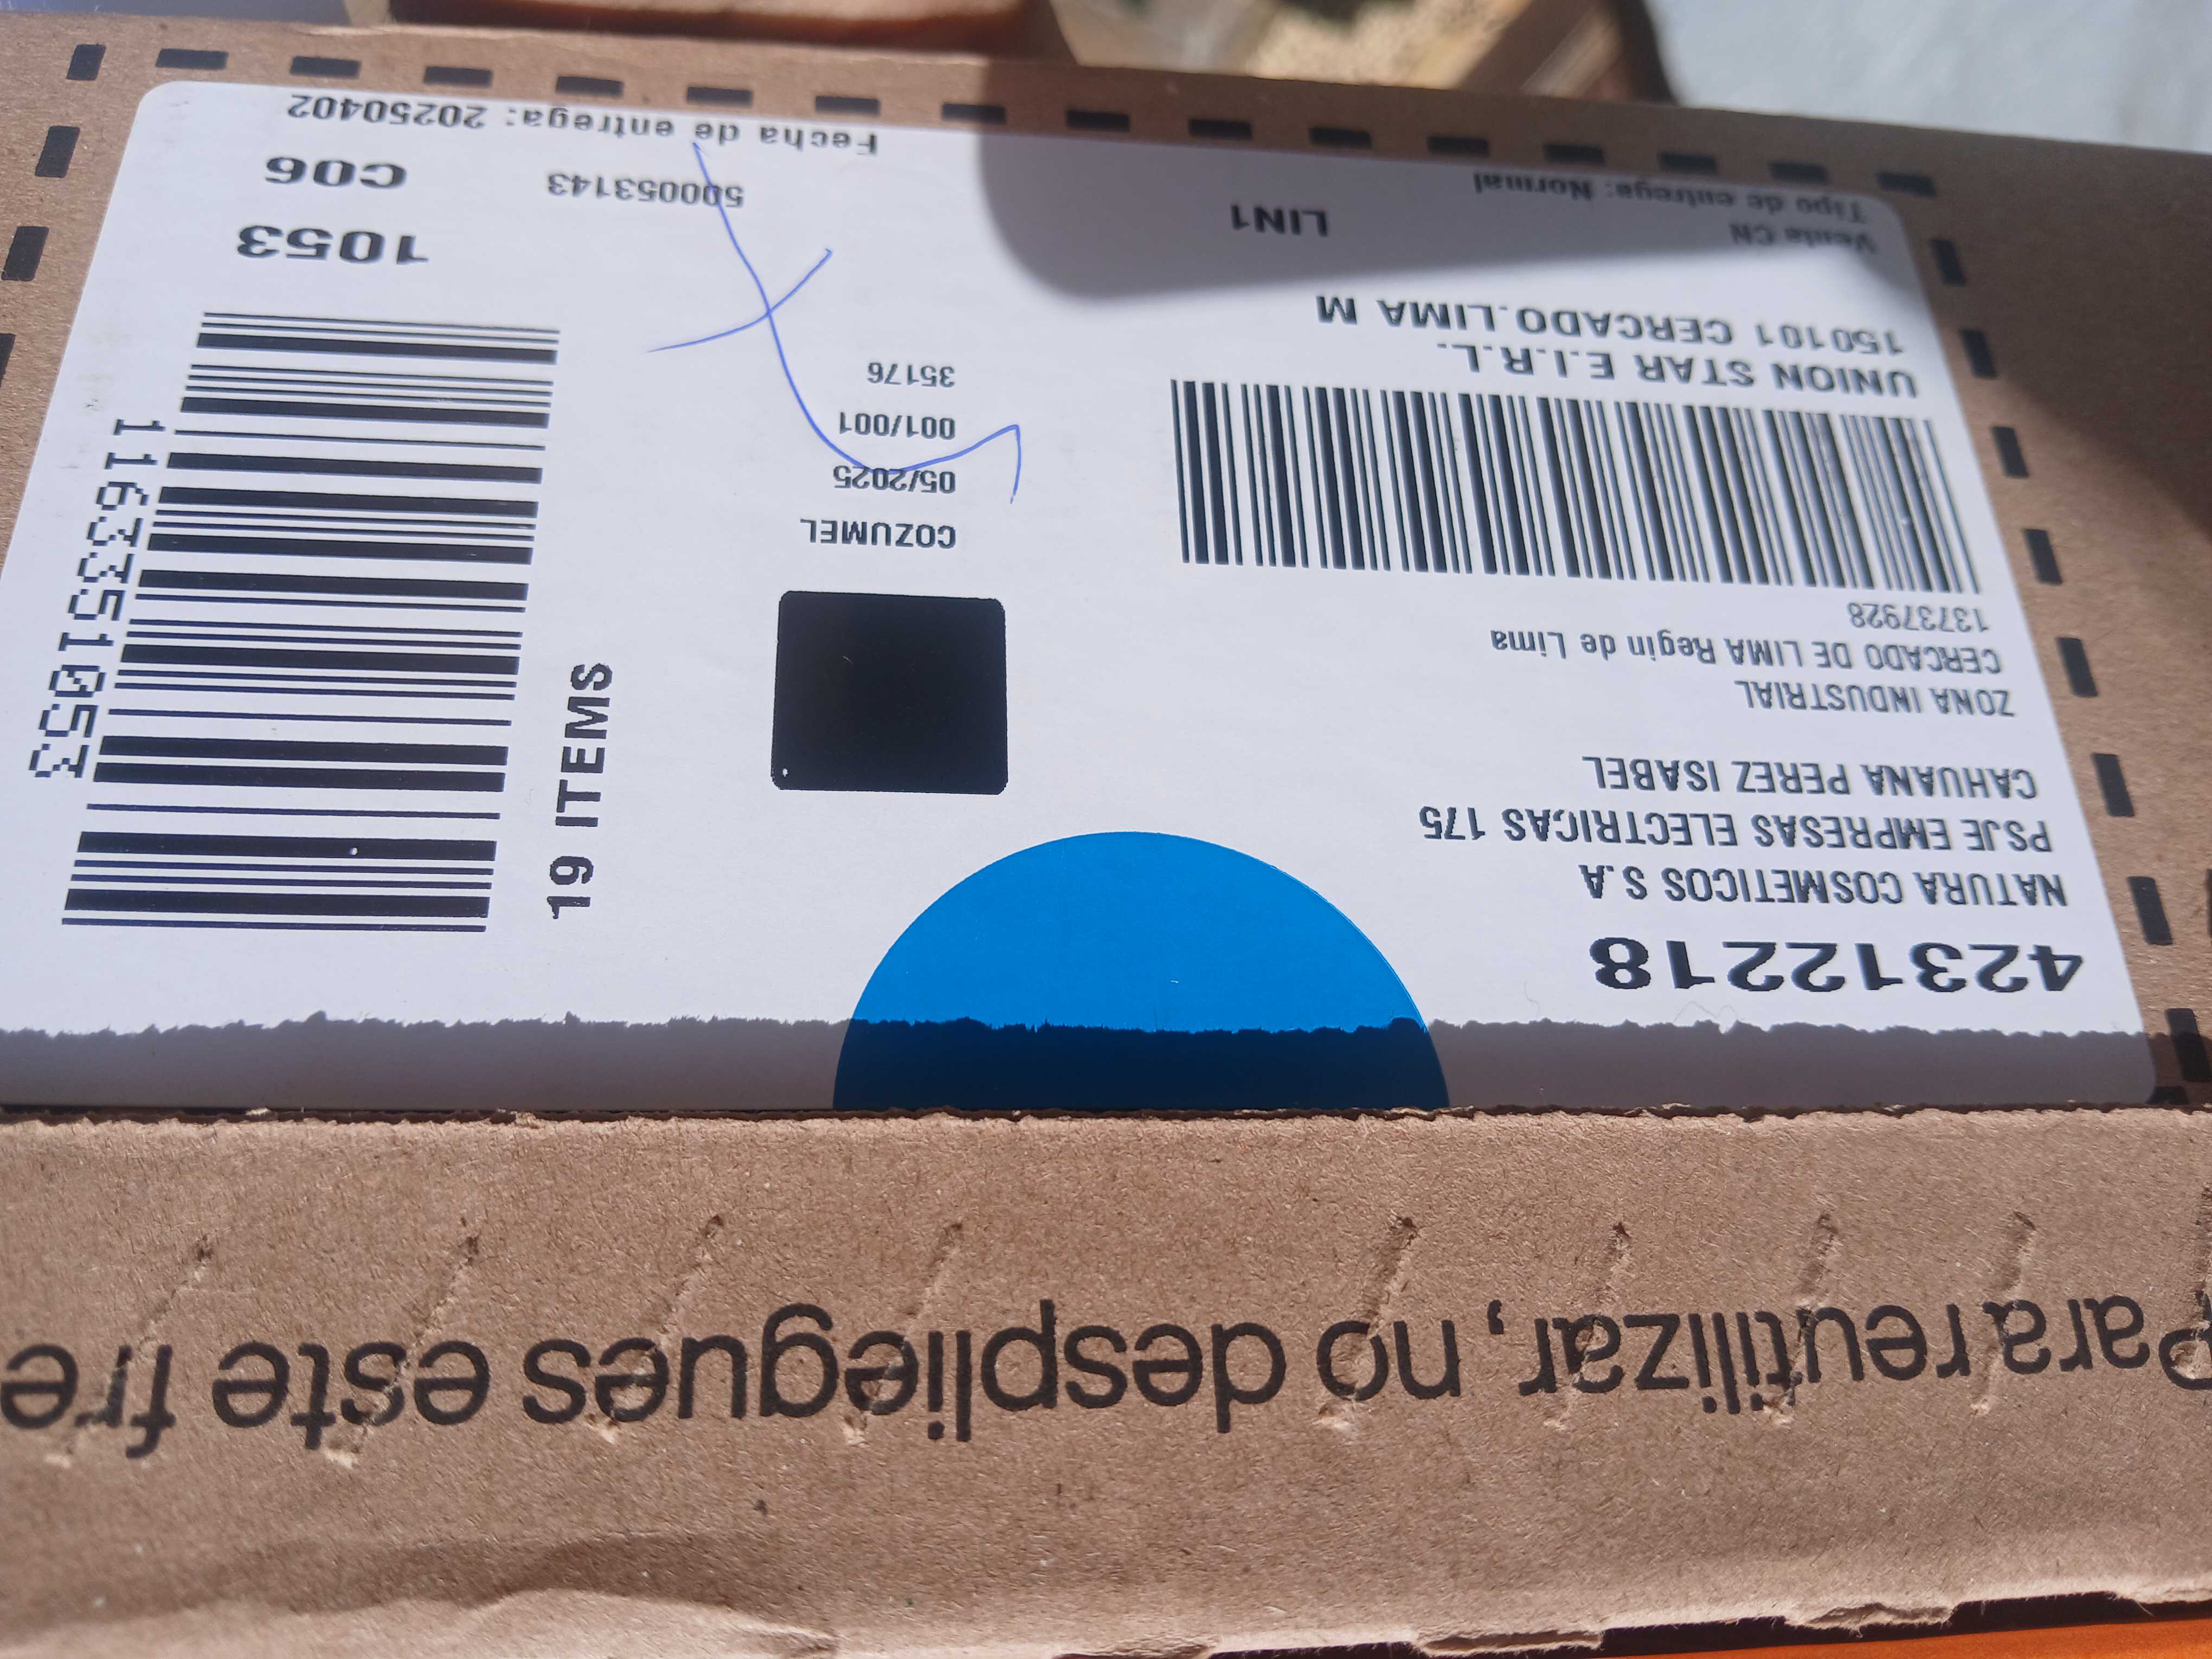 42312218
NATURA COSMETICOS S.A
PSJE EMPRESAS ELECTRICAS 175
CAHUANA PEREZ ISABEL
ZONA INDUSTRIAL
CERCADO DE LIMA Regin de Lima
13737928
UNION STAR E.I.R.L.
150101 CERCADO.LIMA M
Venta CN
Tipo de entrega: Normal
LIN1
COZUMEL
05/2025
001/001
35176
19 ITEMS
1163351053
1053
C06
500053143
Fecha de entrega: 20250402
Para reutilizar, no despliegues este fre